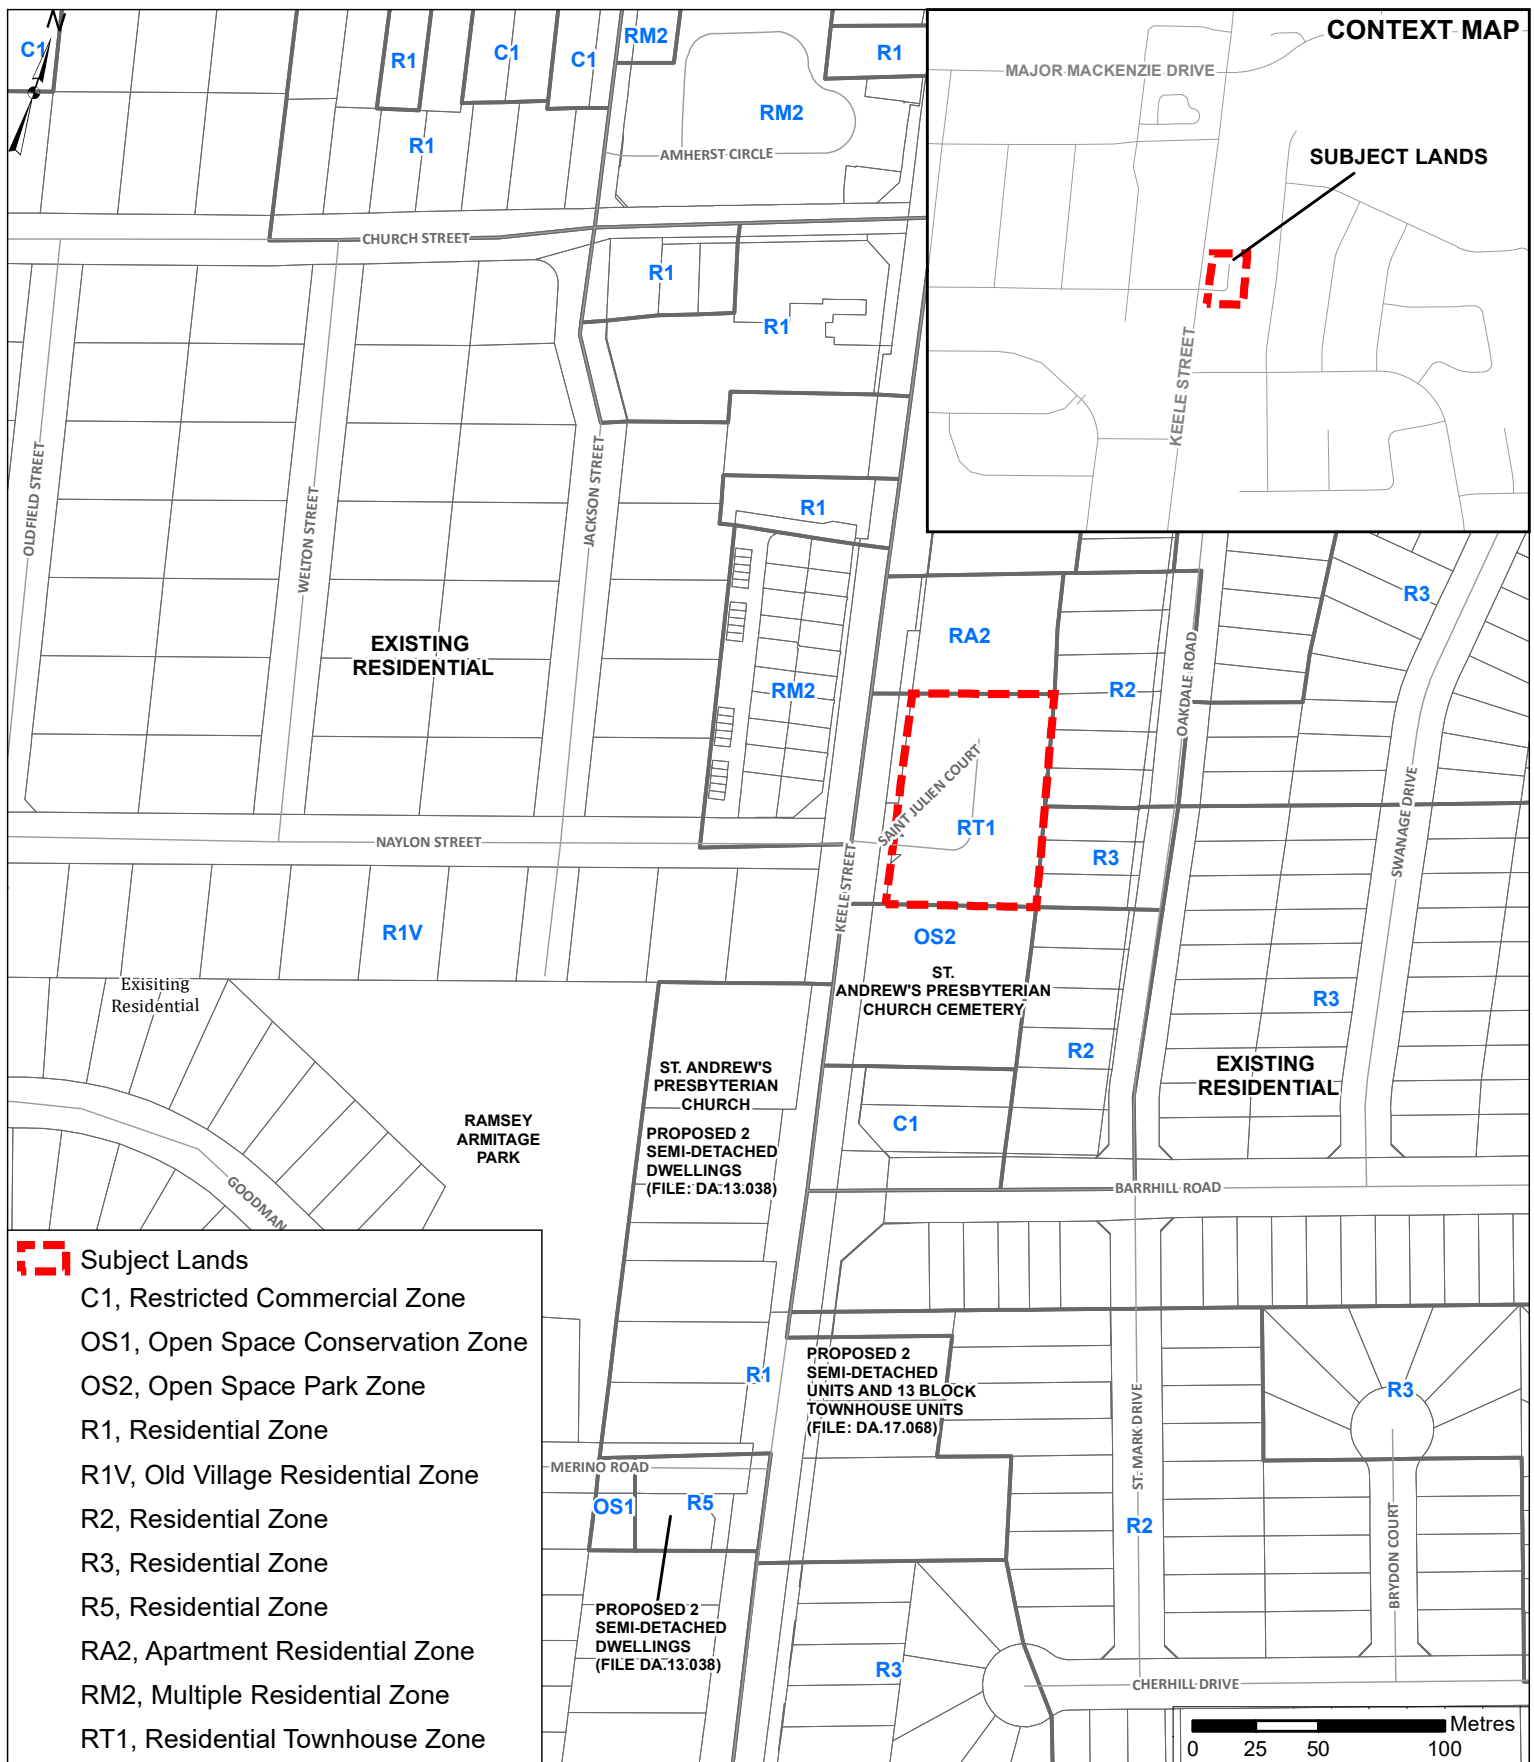 N
C1
R1
C1
C1
RM2
R1
RM2
R1
AMHERST CIRCLE
CHURCH STREET
R1
R1
CONTEXT MAP
MAJOR MACKENZIE DRIVE
SUBJECT LANDS
KEELE STREET
OLDFIELD STREET
WELTON STREET
JACKSON STREET
R1
EXISTING
RESIDENTIAL
RM2
RA2
R2
R3
OAKDALE ROAD
SAINT JULIEN COURT
RT1
R3
SWANAGE DRIVE
NAYLON STREET
KEELE STREET
R1V
OS2
ST.
ANDREW'S PRESBYTERIAN
CHURCH CEMETERY
R3
R2
EXISTING
RESIDENTIAL
Exisiting
Residential
ST. ANDREW'S
PRESBYTERIAN
CHURCH
RAMSEY
ARMITAGE
PARK
PROPOSED 2
SEMI-DETACHED
DWELLINGS
(FILE: DA.13.038)
C1
BARRHILL ROAD
GOODMAN
R1
PROPOSED 2
SEMI-DETACHED
UNITS AND 13 BLOCK
TOWNHOUSE UNITS
(FILE: DA.17.068)
R3
ST. MARK DRIVE
R2
BRYDON COURT
MERINO ROAD
OS1
R5
PROPOSED 2
SEMI-DETACHED
DWELLINGS
(FILE DA.13.038)
R3
CHERHILL DRIVE
Subject Lands
C1, Restricted Commercial Zone
OS1, Open Space Conservation Zone
OS2, Open Space Park Zone
R1, Residential Zone
R1V, Old Village Residential Zone
R2, Residential Zone
R3, Residential Zone
R5, Residential Zone
RA2, Apartment Residential Zone
RM2, Multiple Residential Zone
RT1, Residential Townhouse Zone
Metres
0 25 50 100